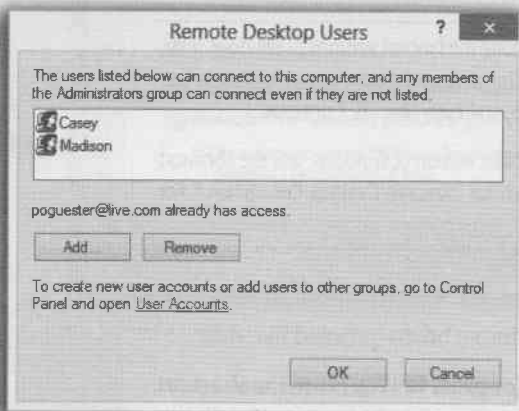 Remote Desktop Users
?
×
The users listed below can connect to this computer, and any members of
the Administrators group can connect even if they are not listed.
Casey
Madison
poguester@live.com already has access.
Add
Remove
To create new user accounts or add users to other groups, go to Control
Panel and open User Accounts.
OK
Cancel